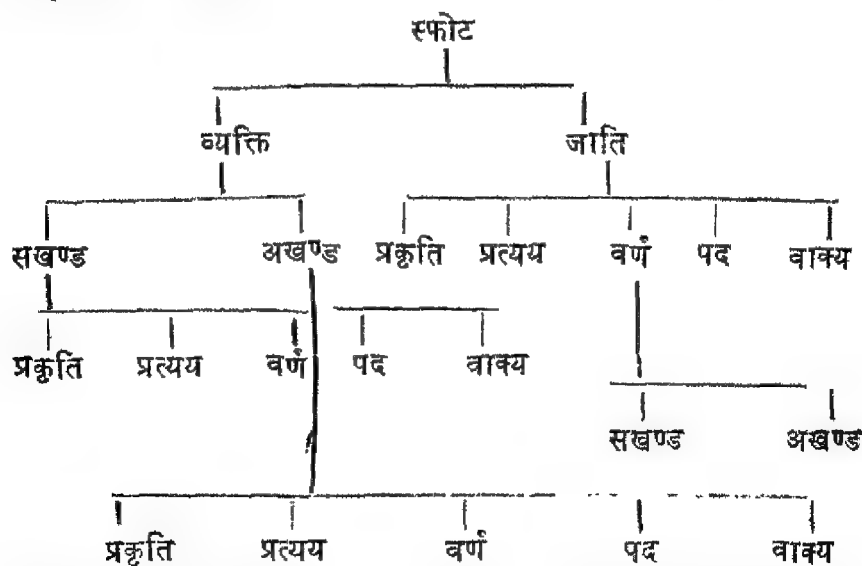 स्फोट
व्यक्ति जाति
सखण्ड अखण्ड प्रकृति प्रत्यय वर्ण पद वाक्य
प्रकृति प्रत्यय वर्ण पद वाक्य
सखण्ड अखण्ड
प्रकृति प्रत्यय वर्ण पद वाक्य